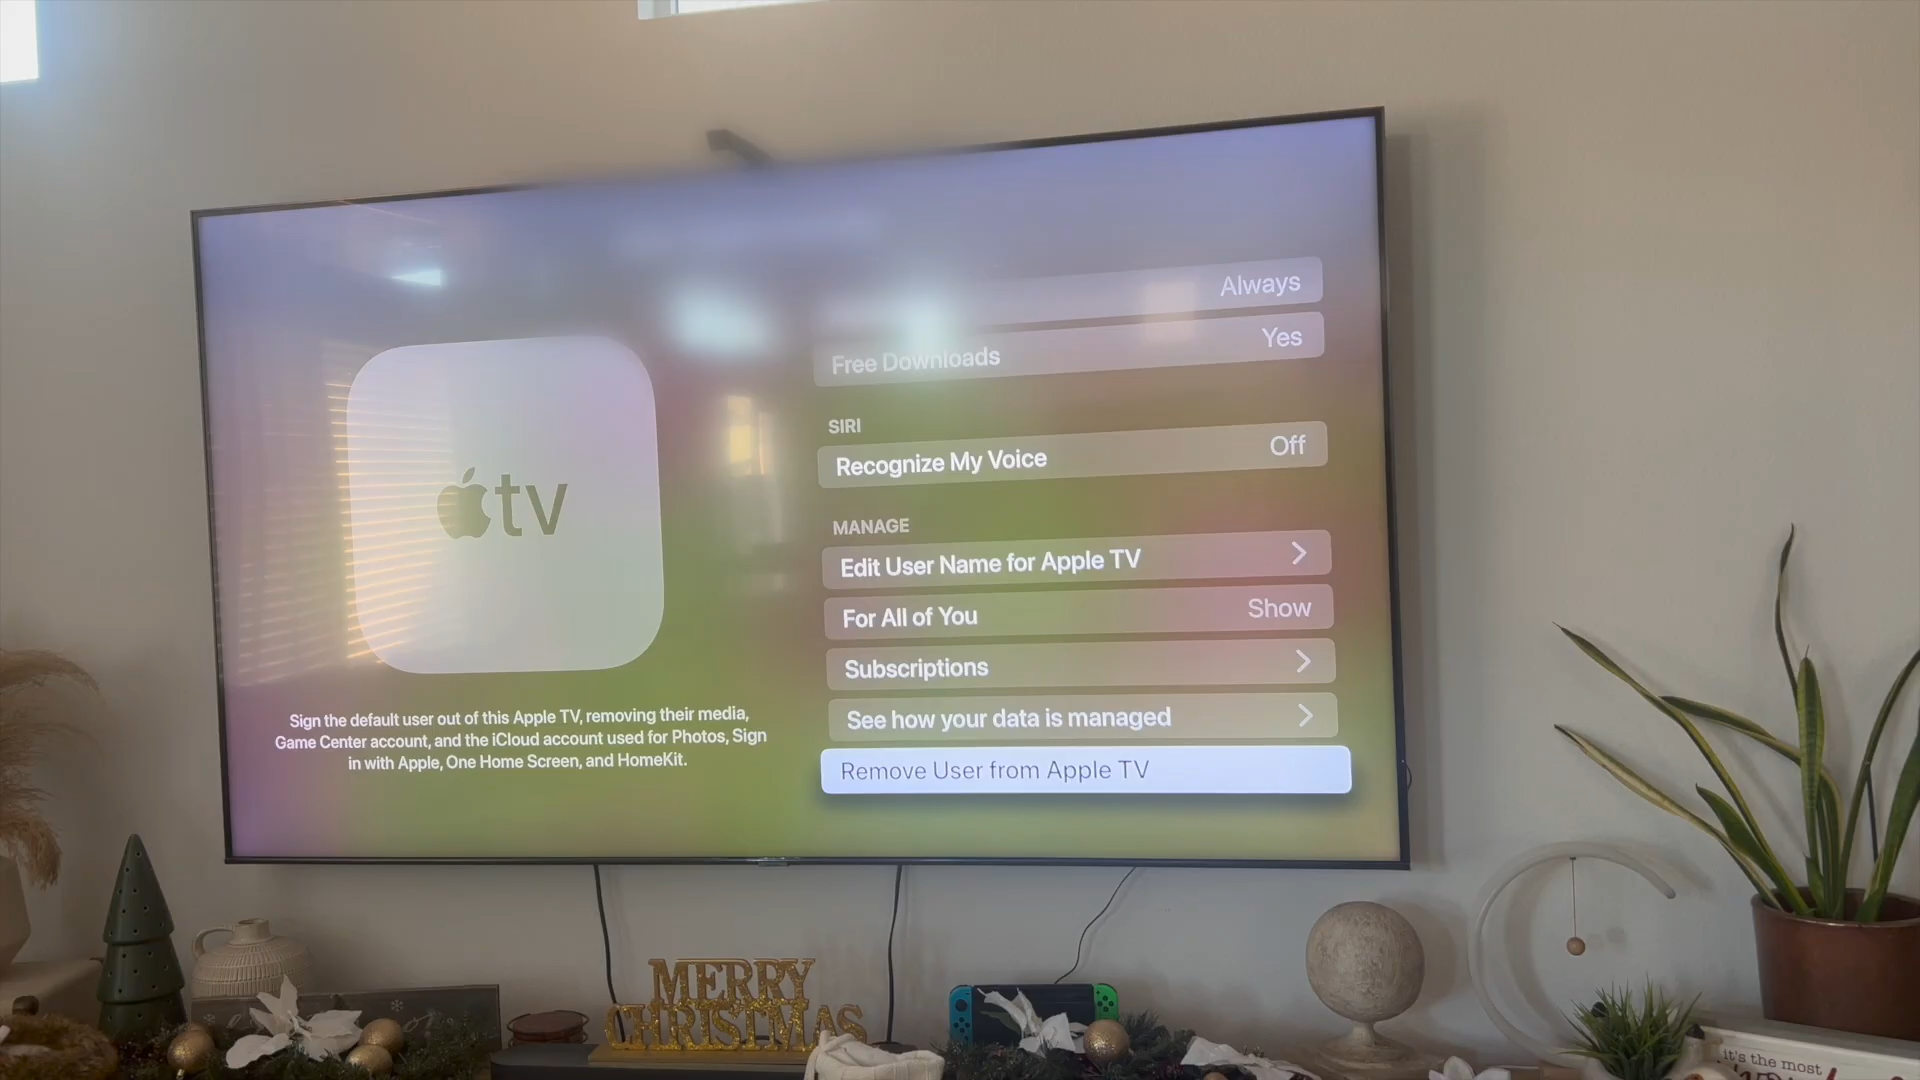 Always
Free Downloads Yes
SIRI
Recognize My Voice Off
MANAGE
Edit User Name for Apple TV
For All of You Show
Subscriptions
See how your data is managed
Remove User from Apple TV
tv
Sign the default user out of this Apple TV, removing their media,
Game Center account, and the iCloud account used for Photos, Sign
in with Apple, One Home Screen, and HomeKit.
MERRY
CHRISTMAS
it's the most